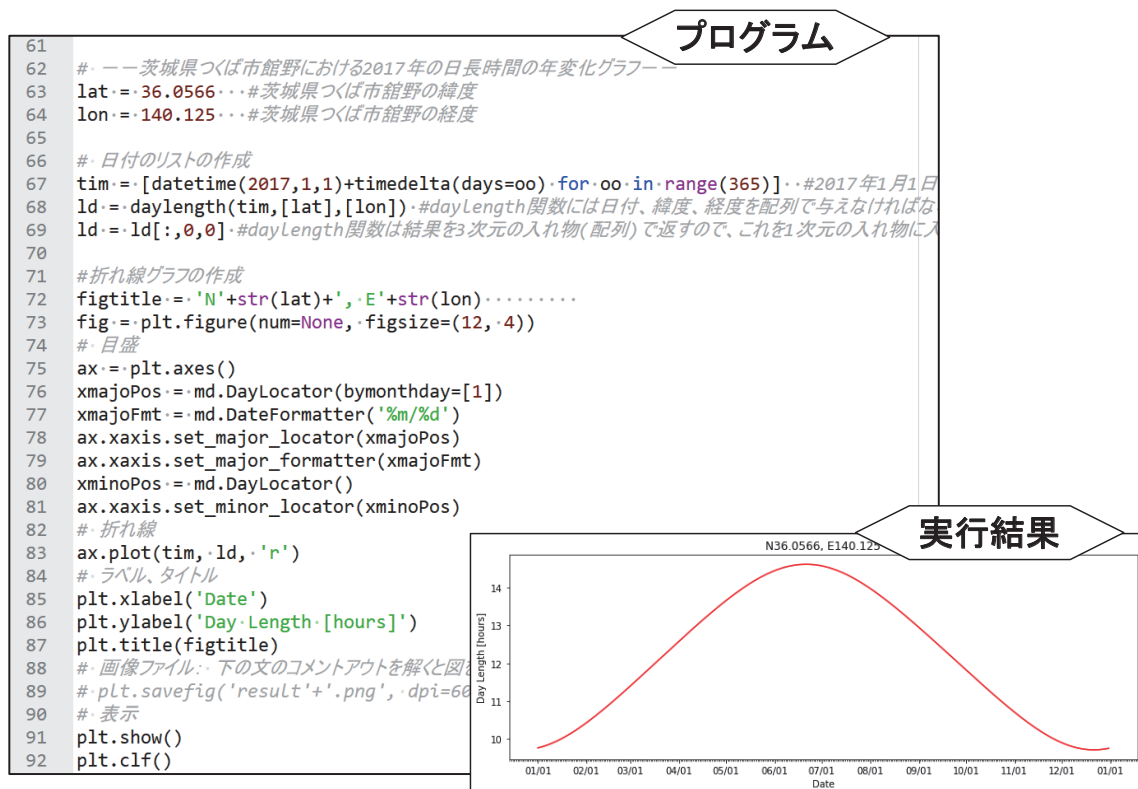 プログラム
61
62 # ーー茨城県つくば市館野における2017年の日長時間の年変化グラフーー
63 lat = 36.0566 #茨城県つくば市舘野の緯度
64 lon = 140.125 #茨城県つくば市舘野の経度
65
66 # 日付のリストの作成
67 tim = [datetime(2017,1,1)+timedelta(days=oo) for oo in range(365)] #2017年1月1日
68 ld = daylength(tim,[lat],[lon]) #daylength関数には日付、緯度、経度を配列で与えなければな
69 ld = ld[:,0,0] #daylength関数は結果を3次元の入れ物(配列)で返すので、これを1次元の入れ物に入
70
71 #折れ線グラフの作成
72 figtitle = 'N'+str(lat)+', E'+str(lon)
73 fig = plt.figure(num=None, figsize=(12, 4))
74 # 目盛
75 ax = plt.axes()
76 xmajoPos = md.DayLocator(bymonthday=[1])
77 xmajoFmt = md.DateFormatter('%m/%d')
78 ax.xaxis.set_major_locator(xmajoPos)
79 ax.xaxis.set_major_formatter(xmajoFmt)
80 xminoPos = md.DayLocator()
81 ax.xaxis.set_minor_locator(xminoPos)
82 # 折れ線
83 ax.plot(tim, ld, 'r')
84 # ラベル、タイトル
85 plt.xlabel('Date')
86 plt.ylabel('Day Length [hours]')
87 plt.title(figtitle)
88 # 画像ファイル: 下の文のコメントアウトを解くと図
89 # plt.savefig('result'+'.png', dpi=60
90 # 表示
91 plt.show()
92 plt.clf()
実行結果
N36.0566, E140.125
Day Length [hours]
14
13
12
11
10
01/01 02/01 03/01 04/01 05/01 06/01 07/01 08/01 09/01 10/01 11/01 12/01 01/01
Date